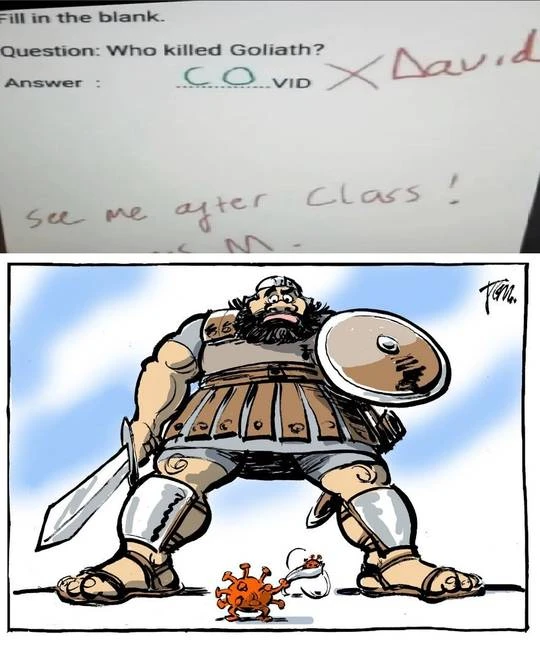 Fill in the blank.
Question: Who killed Goliath?
Answer : CO VID X David
See me after class!
M.